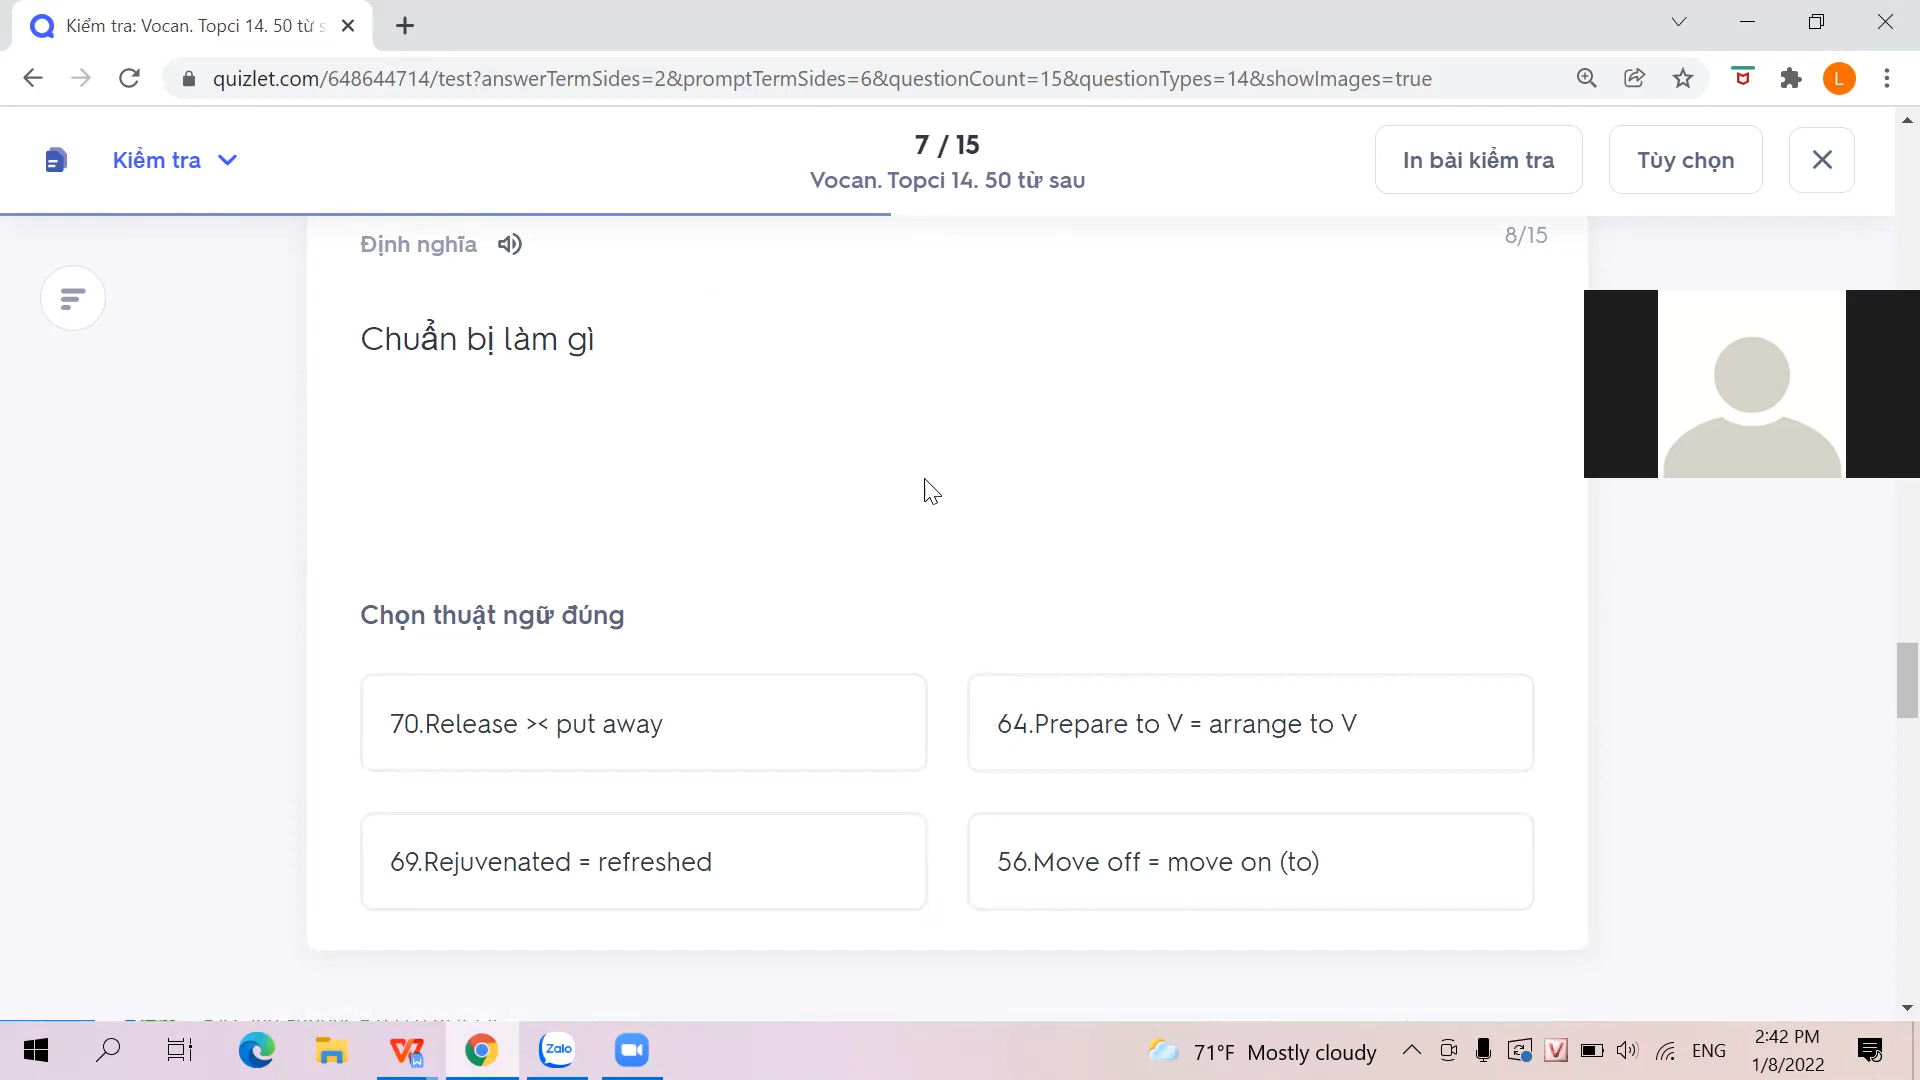 Kiểm tra: Vocan. Topci 14. 50 từ s
quizlet.com/648644714/test?answerTermSides=2&promptTermSides=6&questionCount=15&questionTypes=14&showImages=true
L
Kiểm tra
7 / 15
Vocan. Topci 14. 50 từ sau
In bài kiểm tra
Tùy chọn
Định nghĩa
8/15
Chuẩn bị làm gì
Chọn thuật ngữ đúng
70.Release >< put away
64.Prepare to V = arrange to V
69.Rejuvenated = refreshed
56.Move off = move on (to)
Zalo
71°F Mostly cloudy
V
ENG
2:42 PM
1/8/2022